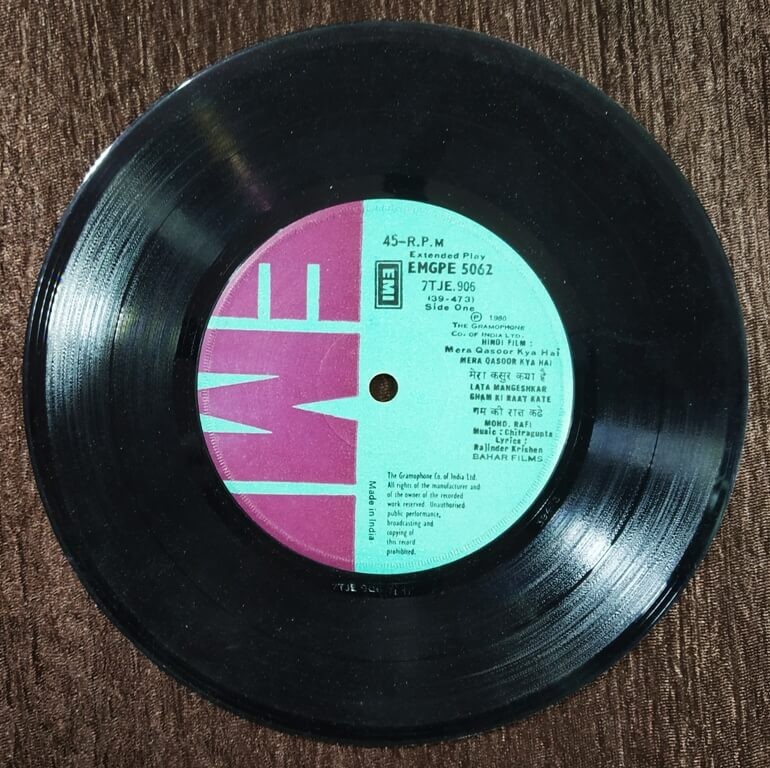 45-R.P.M
Extended Play
EMGPE 5062
EMI
7TJE.906
(39-473)
Side One
Ⓟ 1980
THE GRAMOPHONE
CO. OF INDIA LTD.
HINDI FILM :
Mera Qasoor Kya Hai
MERA QASOOR KYA HAI
मेरा कसूर क्या है
LATA MANGESHKAR
GHAM KI RAAT KATE
गम की रात कटे
MOHD. RAFI
Music : Chitragupta
Lyrics :
Rajinder Krishen
BAHAR FILMS
The Gramophone Co. of India Ltd.
All rights of the manufacturer and
of the owner of the recorded
work reserved. Unauthorised
public performance,
broadcasting and
copying of
this record
prohibited.
Made in India
EMI
7TJE 906